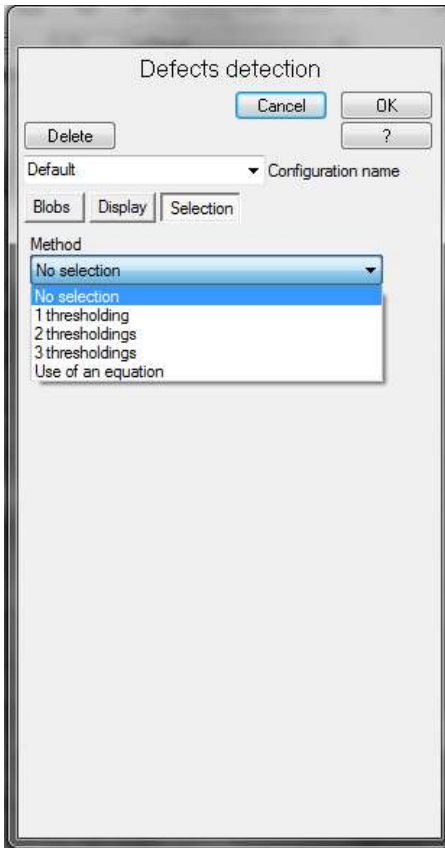 Defects detection
Cancel OK
Delete ?
Default Configuration name
Blobs Display Selection
Method
No selection
No selection
1 thresholding
2 thresholdings
3 thresholdings
Use of an equation